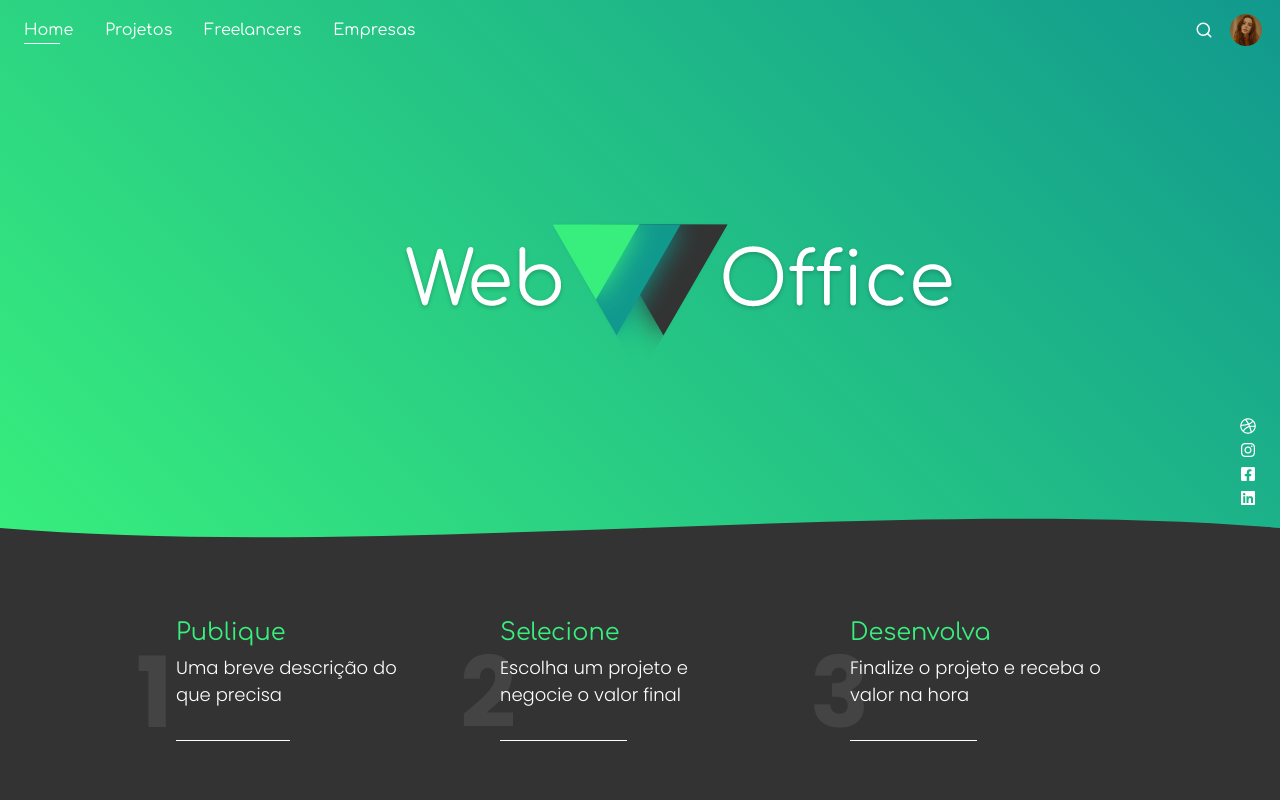 Home Projetos Freelancers Empresas
Web Office
1
Publique
Uma breve descrição do
que precisa
2
Selecione
Escolha um projeto e
negocie o valor final
3
Desenvolva
Finalize o projeto e receba o
valor na hora